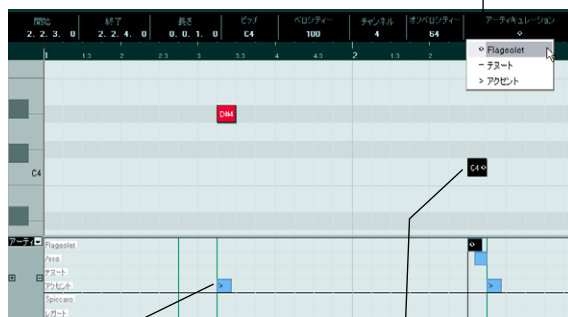 開始 終了 長さ ピッチ ベロシティー チャンネル オフベロシティー アーティキュレーション
2. 2. 3. 0 2. 2. 4. 0 0. 0. 1. 0 C4 100 4 64
1 1.3 2 2.3 3 3.3 4 4.3 2 1.3 2
Flageolet
テヌート
> アクセント
D#4
C4
C4
アーティ
Flageolet
Arco
テヌート
アクセント
> >
Spiccato
レガート